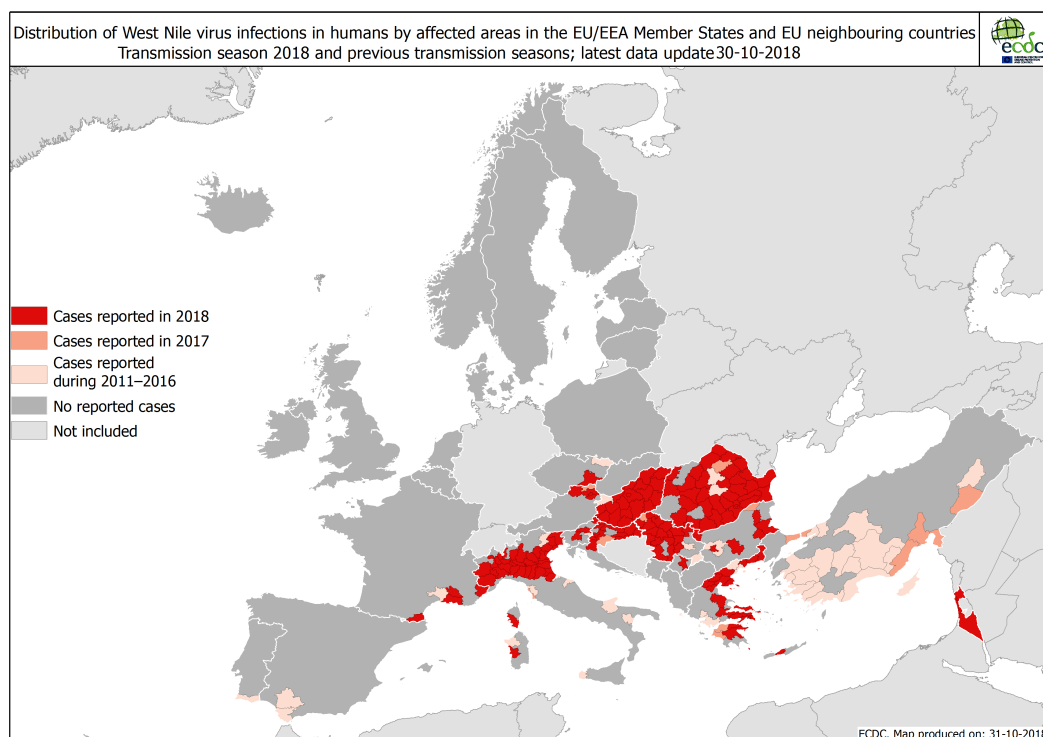 Distribution of West Nile virus infections in humans by affected areas in the EU/EEA Member States and EU neighbouring countries
Transmission season 2018 and previous transmission seasons; latest data update 30-10-2018
ecdc
Cases reported in 2018
Cases reported in 2017
Cases reported
during 2011–2016
No reported cases
Not included
ECDC. Map produced on: 31-10-2018